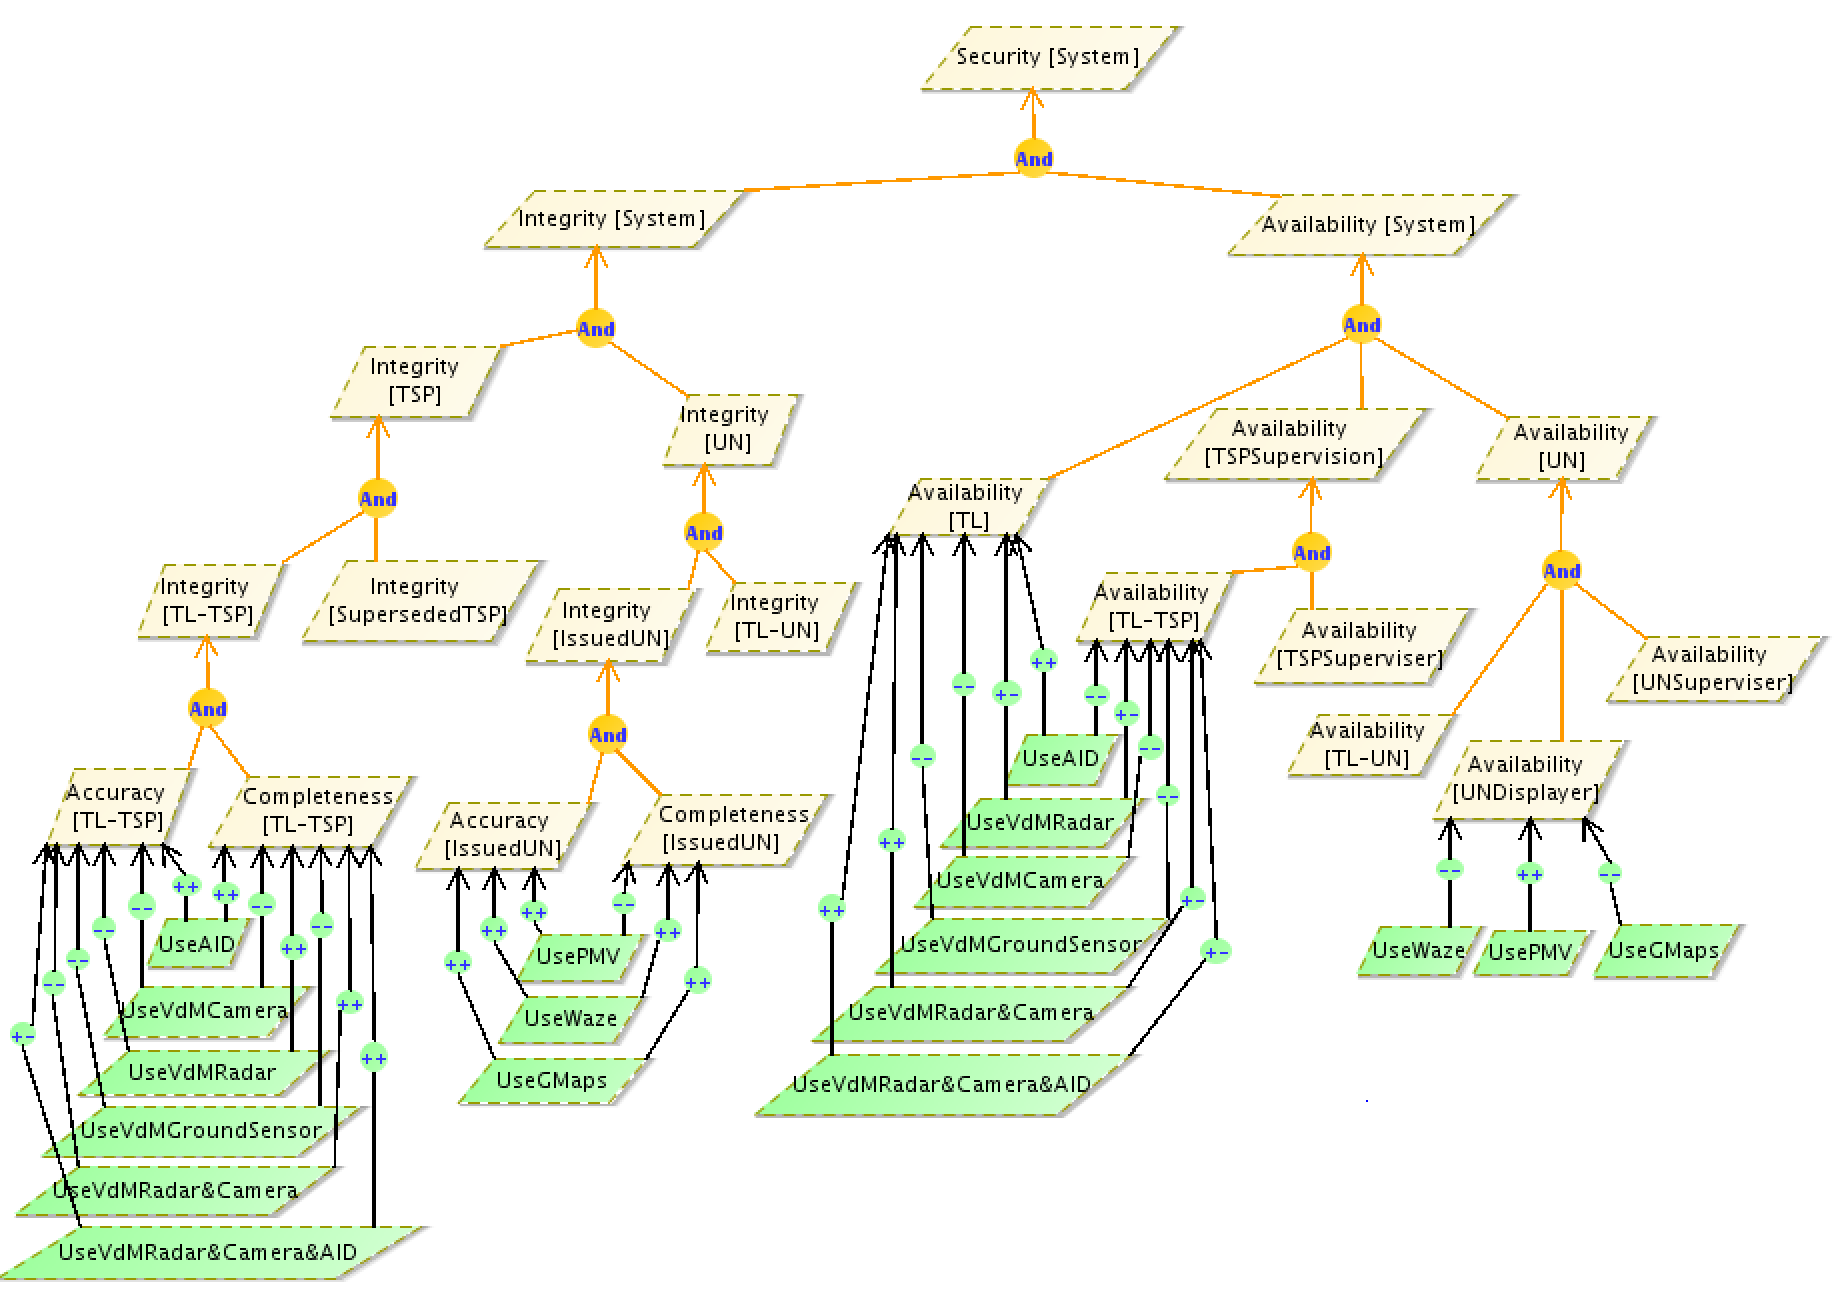 Security [System]
And
Integrity [System]
Availability [System]
And
And
Integrity
[TSP]
Integrity
[UN]
Availability
[TSPSupervision]
Availability
[UN]
And
And
Availability
[TL]
And
And
Integrity
[TL-TSP]
Integrity
[SupersededTSP]
Integrity
[IssuedUN]
Integrity
[TL-UN]
Availability
[TL-TSP]
Availability
[TSPSuperviser]
Availability
[UNSuperviser]
And
And
Availability
[TL-UN]
Availability
[UNDisplayer]
Accuracy
[TL-TSP]
Completeness
[TL-TSP]
Accuracy
[IssuedUN]
Completeness
[IssuedUN]
++
--
--
+-
+-
--
--
--
++
++
--
--
--
--
--
+-
++
--
--
++
--
++
++
++
--
++
++
++
++
+-
++
--
++
--
+-
++
UseAID
UseVdMCamera
UseVdMRadar
UseVdMGroundSensor
UseVdMRadar&Camera
UseVdMRadar&Camera&AID
UsePMV
UseWaze
UseGMaps
UseAID
UseVdMRadar
UseVdMCamera
UseVdMGroundSensor
UseVdMRadar&Camera
UseVdMRadar&Camera&AID
UseWaze
UsePMV
UseGMaps